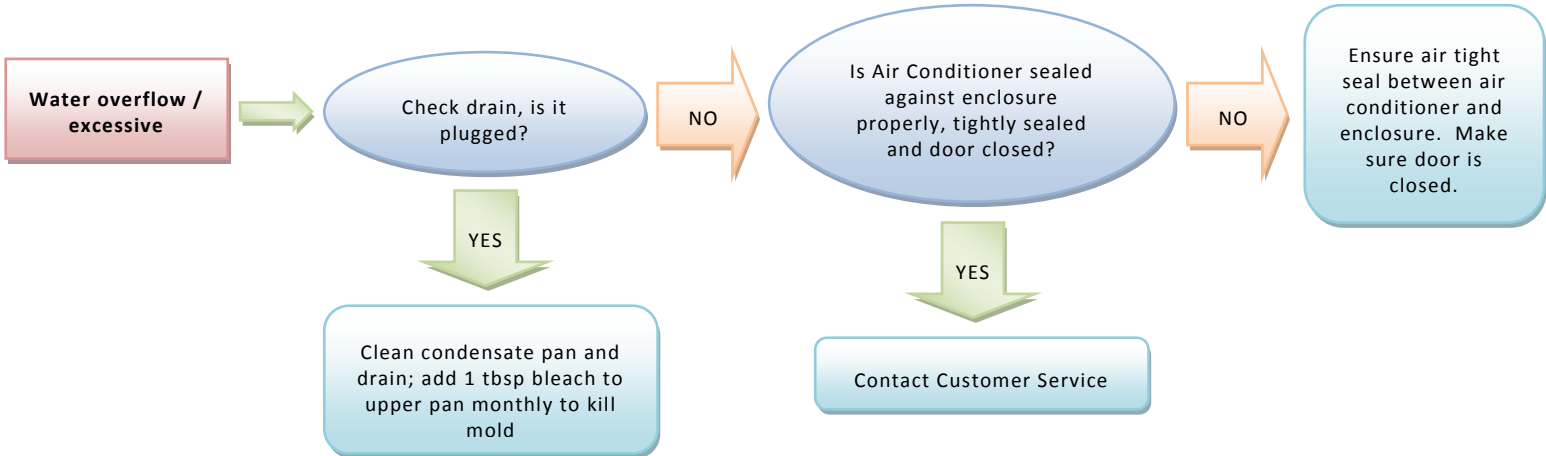 Water overflow /
excessive
Check drain, is it
plugged?
NO
Is Air Conditioner sealed
against enclosure
properly, tightly sealed
and door closed?
NO
Ensure air tight
seal between air
conditioner and
enclosure. Make
sure door is
closed.
YES
Clean condensate pan and
drain; add 1 tbsp bleach to
upper pan monthly to kill
mold
YES
Contact Customer Service